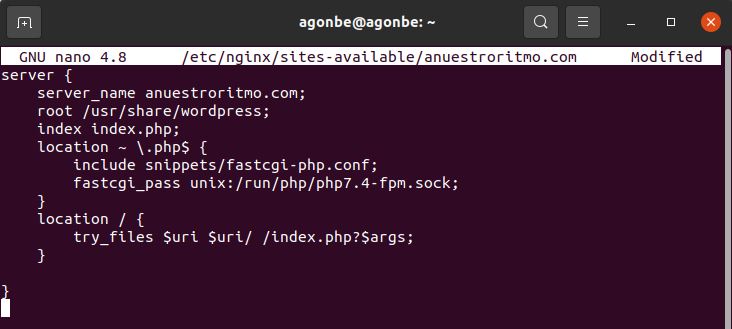 agonbe@agonbe: ~
GNU nano 4.8 /etc/nginx/sites-available/anuestroritmo.com Modified
server {
    server_name anuestroritmo.com;
    root /usr/share/wordpress;
    index index.php;
    location ~ \.php$ {
        include snippets/fastcgi-php.conf;
        fastcgi_pass unix:/run/php/php7.4-fpm.sock;
    }
    location / {
        try_files $uri $uri/ /index.php?$args;
    }
}